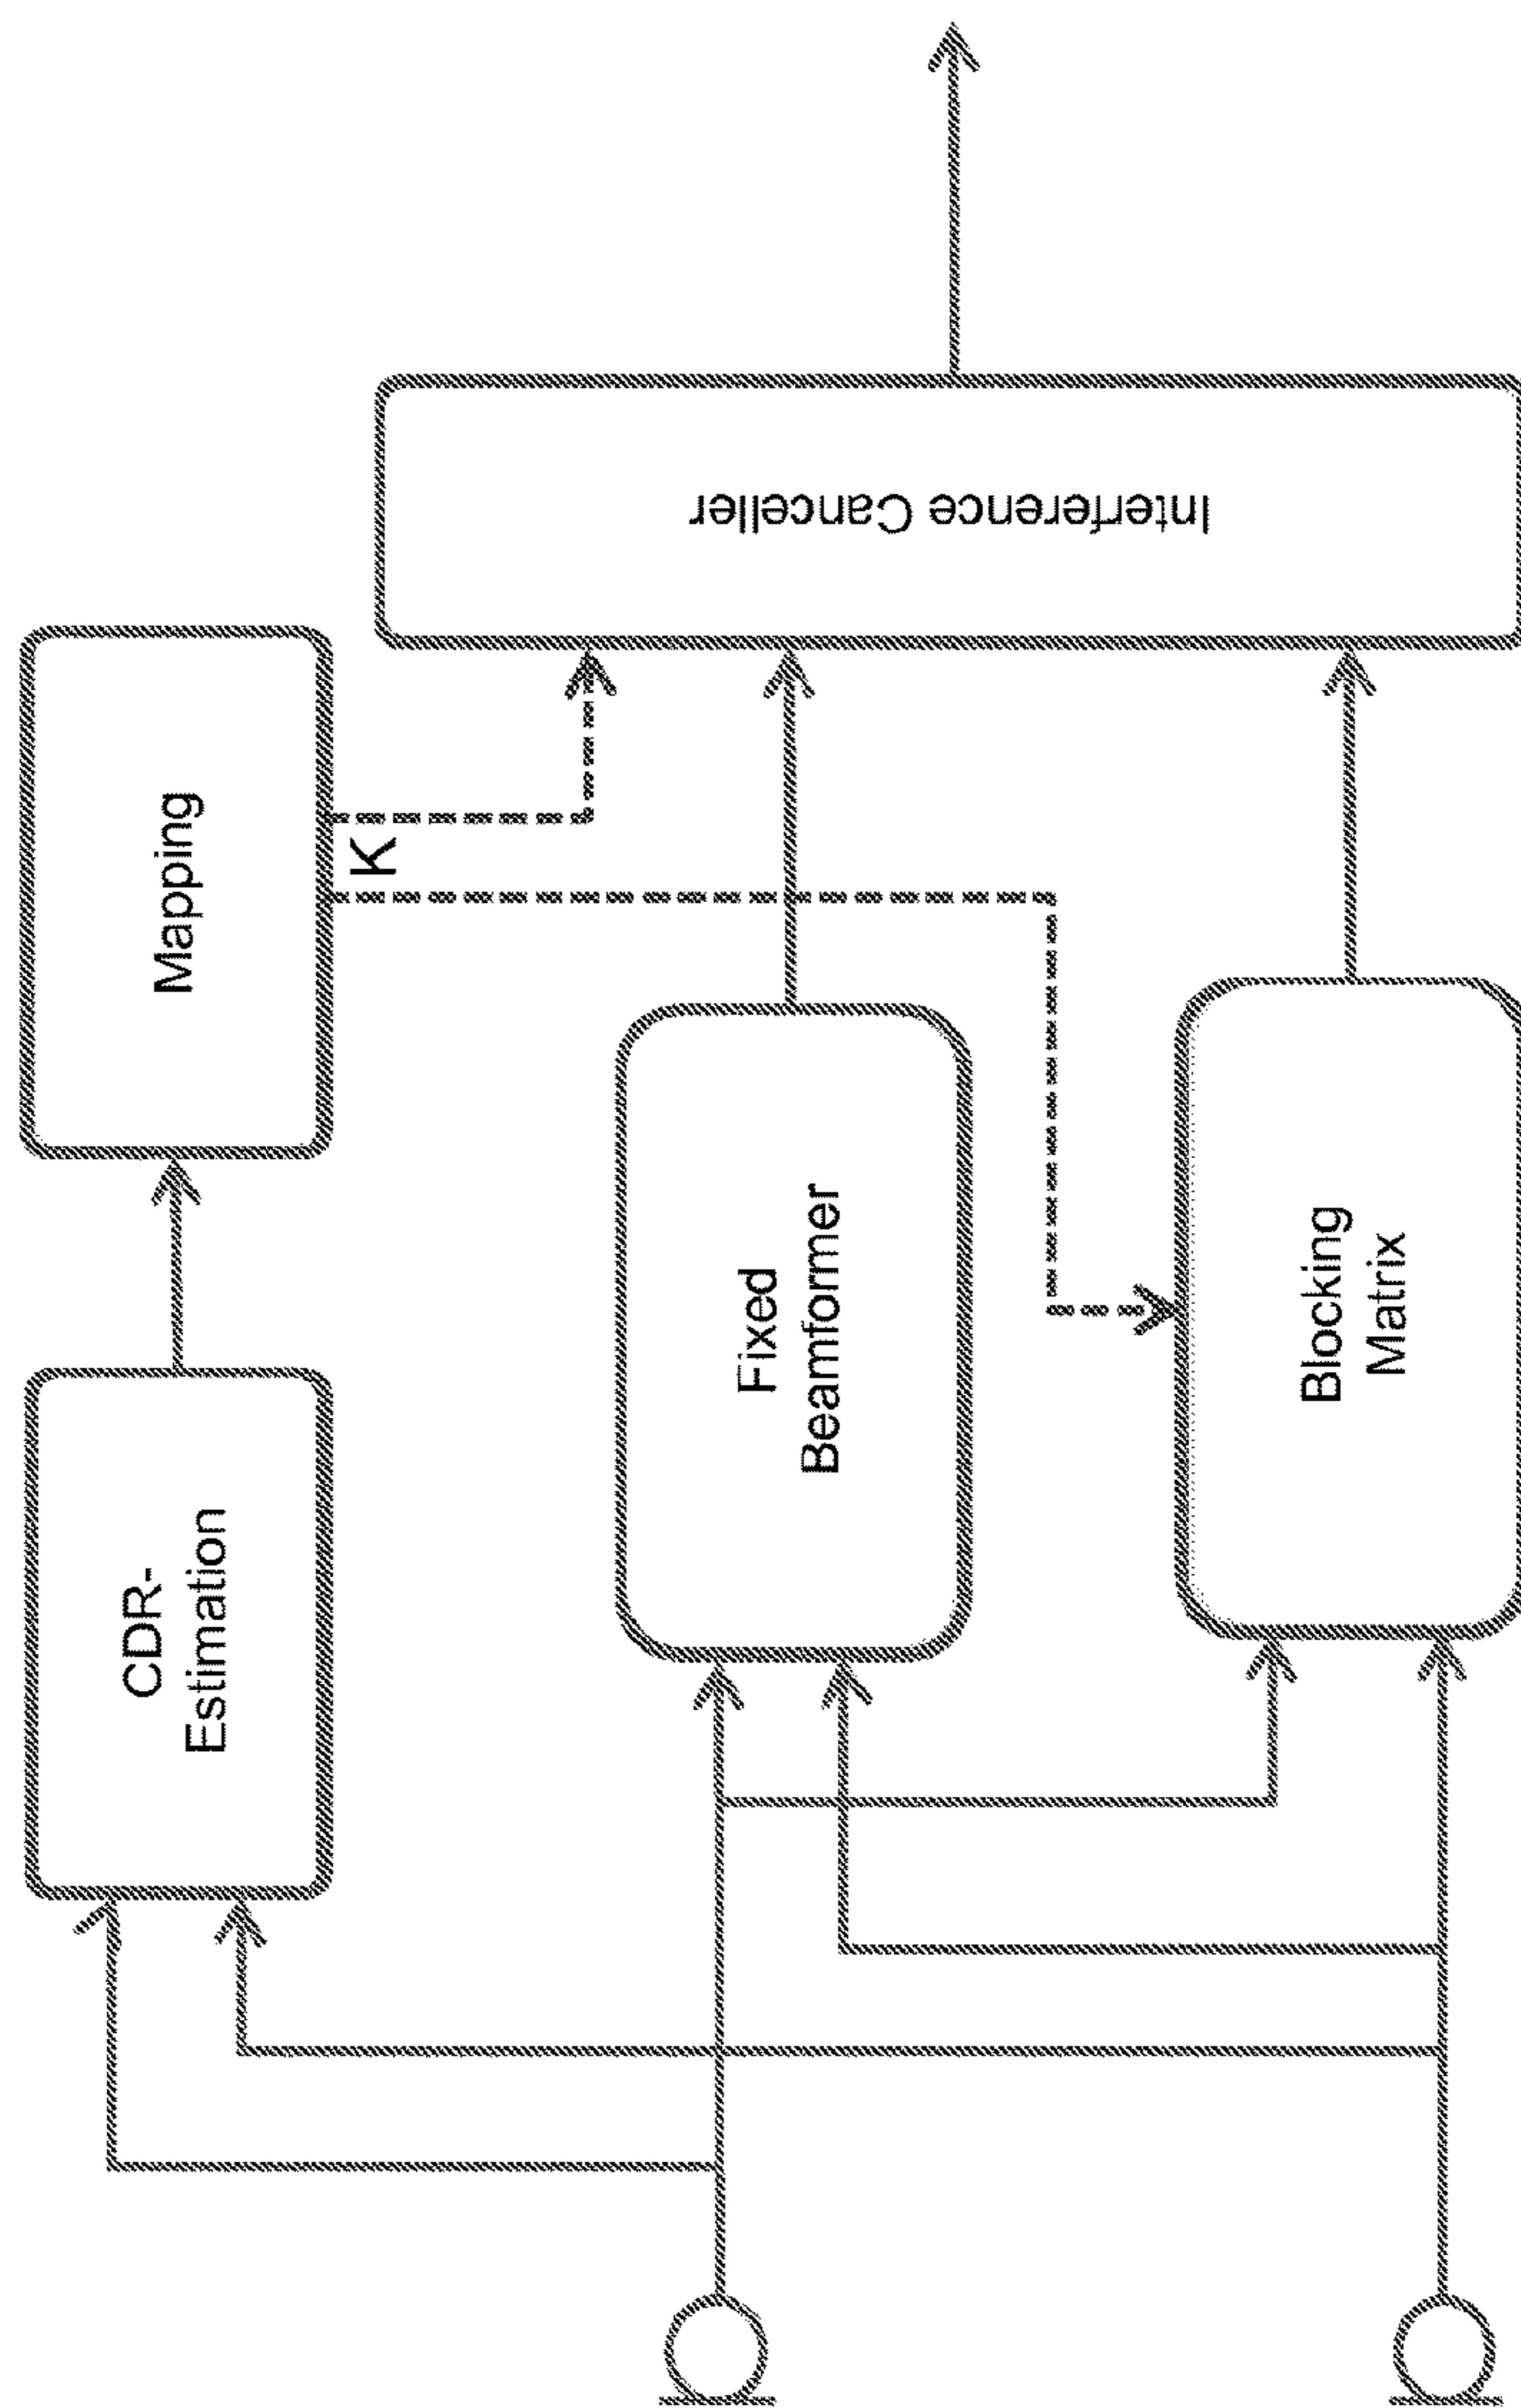 CDR-
Estimation
Mapping
K
Fixed
Beamformer
Blocking
Matrix
Interference Canceller